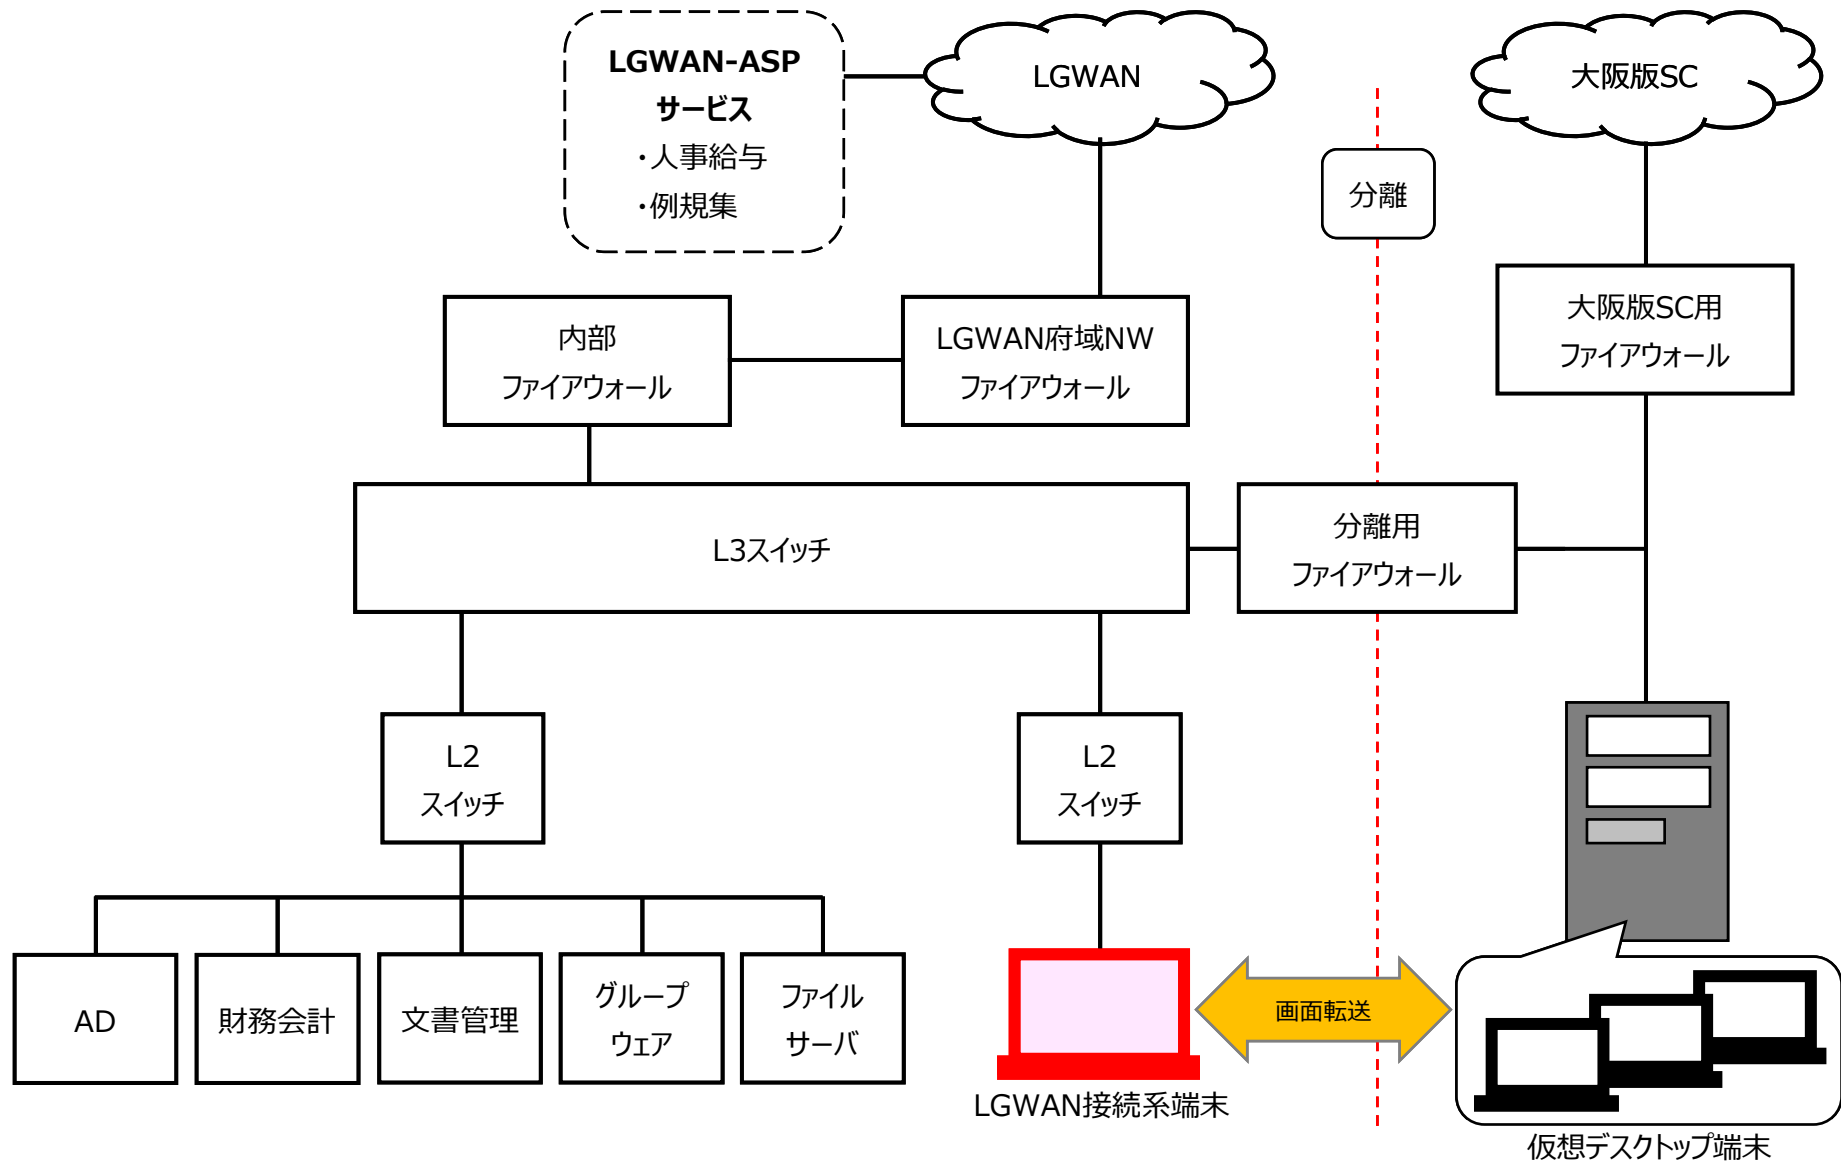 LGWAN-ASP
サービス
・人事給与
・例規集
LGWAN
大阪版SC
分離
内部
ファイアウォール
LGWAN府域NW
ファイアウォール
大阪版SC用
ファイアウォール
L3スイッチ
分離用
ファイアウォール
L2
スイッチ
L2
スイッチ
AD
財務会計
文書管理
グループ
ウェア
ファイル
サーバ
画面転送
LGWAN接続系端末
仮想デスクトップ端末